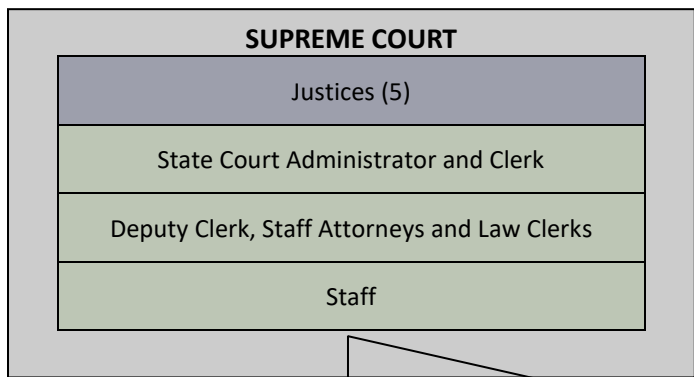 SUPREME COURT
Justices (5)
State Court Administrator and Clerk
Deputy Clerk, Staff Attorneys and Law Clerks
Staff